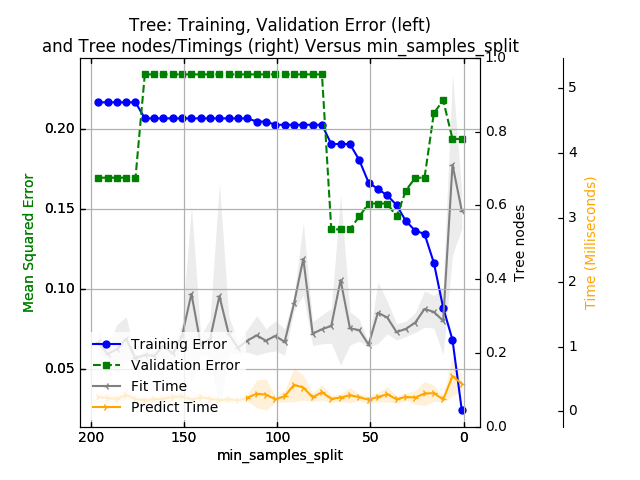 Tree: Training, Validation Error (left)
and Tree nodes/Timings (right) Versus min_samples_split
Mean Squared Error
0.20
0.15
0.10
0.05
200
150
100
50
0
min_samples_split
1.0
0.8
0.6
0.4
0.2
0.0
Tree nodes
5
4
3
2
1
0
Time (Milliseconds)
Training Error
Validation Error
Fit Time
Predict Time